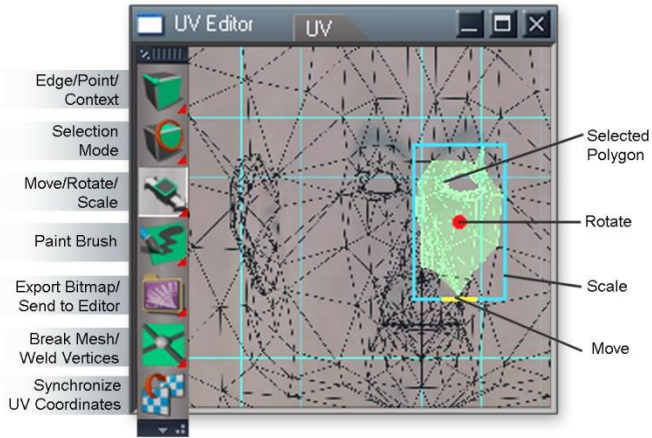 UV Editor
UV
Edge/Point/
Context
Selection
Mode
Move/Rotate/
Scale
Paint Brush
Export Bitmap/
Send to Editor
Break Mesh/
Weld Vertices
Synchronize
UV Coordinates
Selected
Polygon
Rotate
Scale
Move